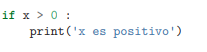 if x > 0 :
    print('x es positivo')